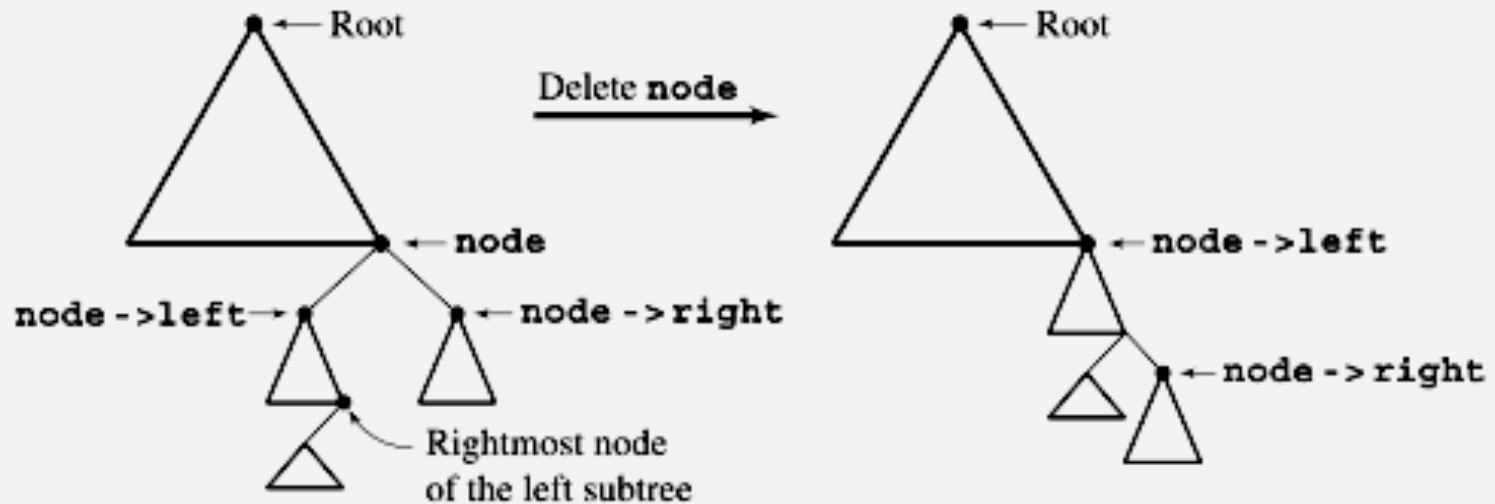 Root
Delete node
node
node->left
node->right
Rightmost node
of the left subtree
Root
node->left
node->right